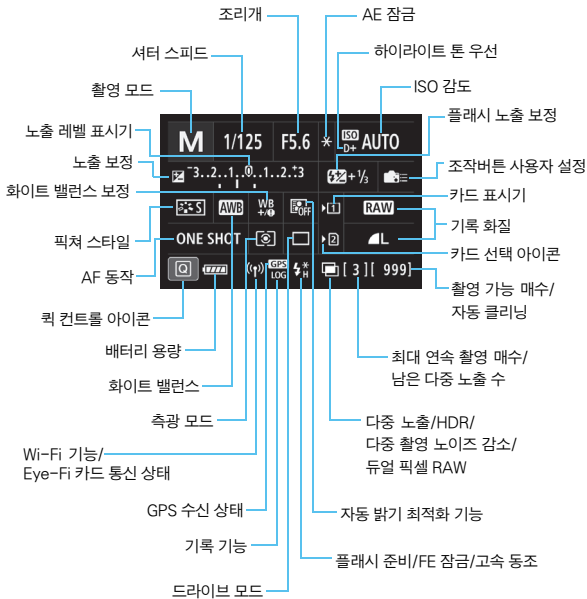 조리개
AE 잠금
셔터 스피드
하이라이트 톤 우선
촬영 모드
ISO 감도
노출 레벨 표시기
플래시 노출 보정
노출 보정
조작버튼 사용자 설정
화이트 밸런스 보정
카드 표시기
픽쳐 스타일
기록 화질
AF 동작
카드 선택 아이콘
퀵 컨트롤 아이콘
촬영 가능 매수/
자동 클리닝
배터리 용량
최대 연속 촬영 매수/
남은 다중 노출 수
화이트 밸런스
측광 모드
다중 노출/HDR/
다중 촬영 노이즈 감소/
듀얼 픽셀 RAW
Wi-Fi 기능/
Eye-Fi 카드 통신 상태
GPS 수신 상태
자동 밝기 최적화 기능
기록 기능
플래시 준비/FE 잠금/고속 동조
드라이브 모드
M 1/125 F5.6 * ISO D+ AUTO
-3..2..1..0..1..2.+3 +1/3
S AWB WB +/- OFF 1 RAW
ONE SHOT 2 L
Q GPS LOG * H [ 3 ][ 999]